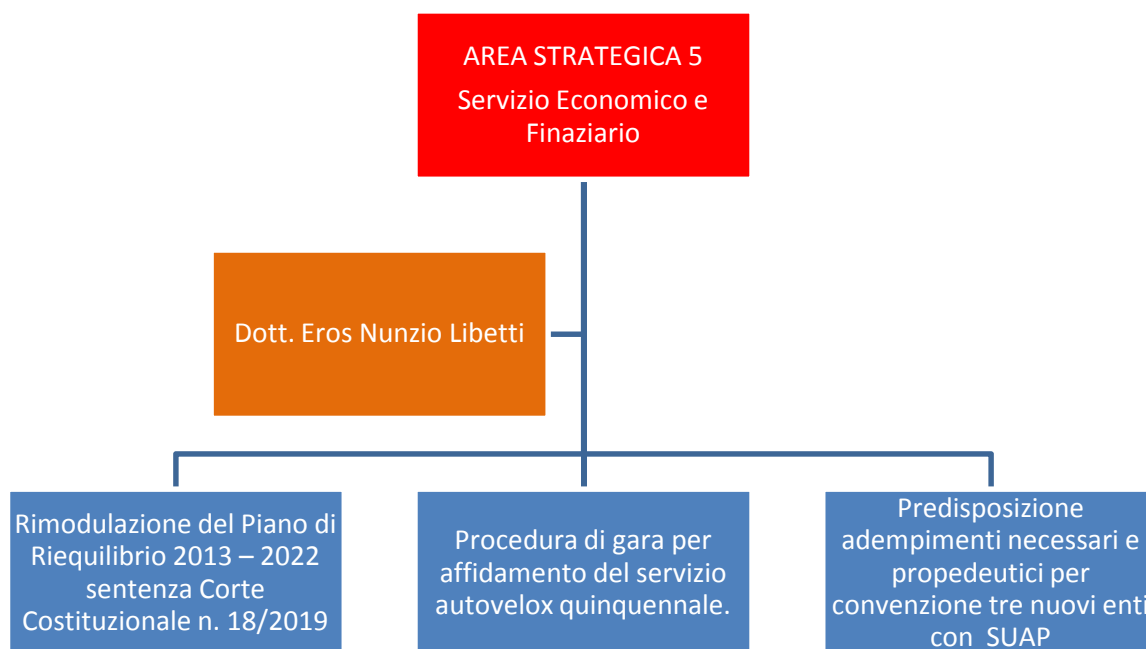 AREA STRATEGICA 5
Servizio Economico e
Finaziario
Dott. Eros Nunzio Libetti
Rimodulazione del Piano di
Riequilibrio 2013 – 2022
sentenza Corte
Costituzionale n. 18/2019
Procedura di gara per
affidamento del servizio
autovelox quinquennale.
Predisposizione
adempimenti necessari e
propedeutici per
convenzione tre nuovi enti
con SUAP